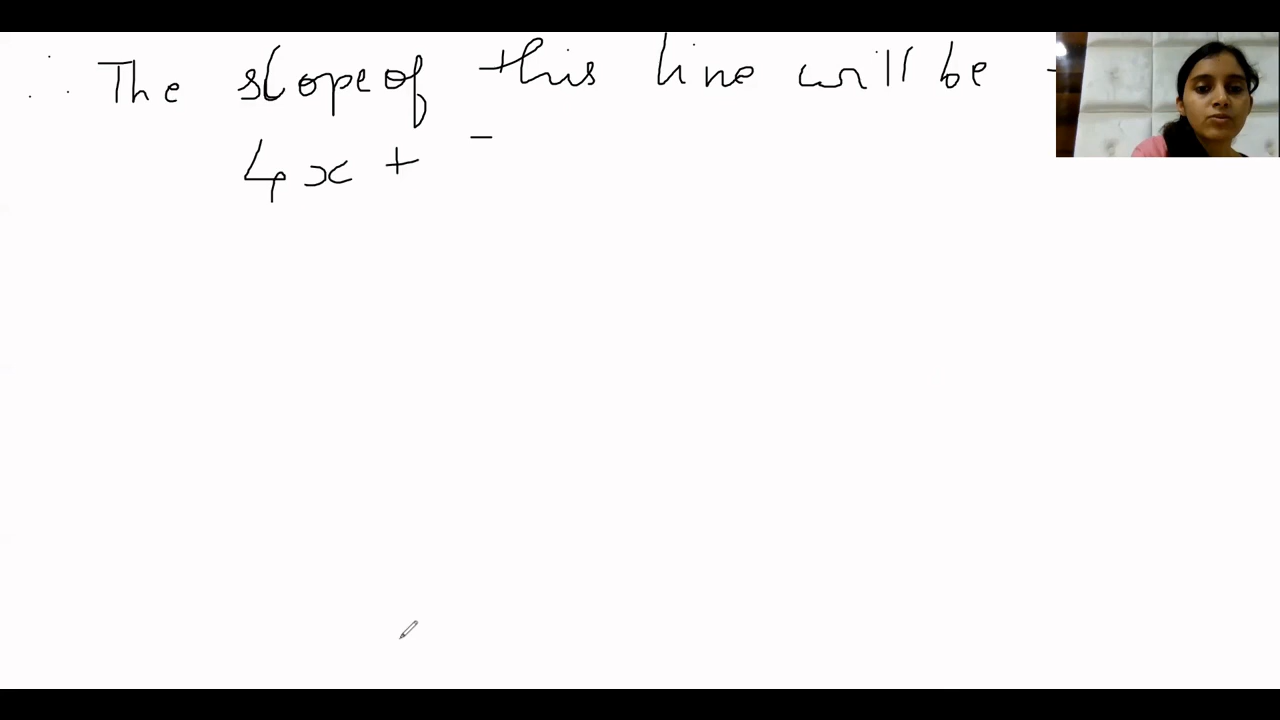 ∴ The slope of this line will be -
4x + -